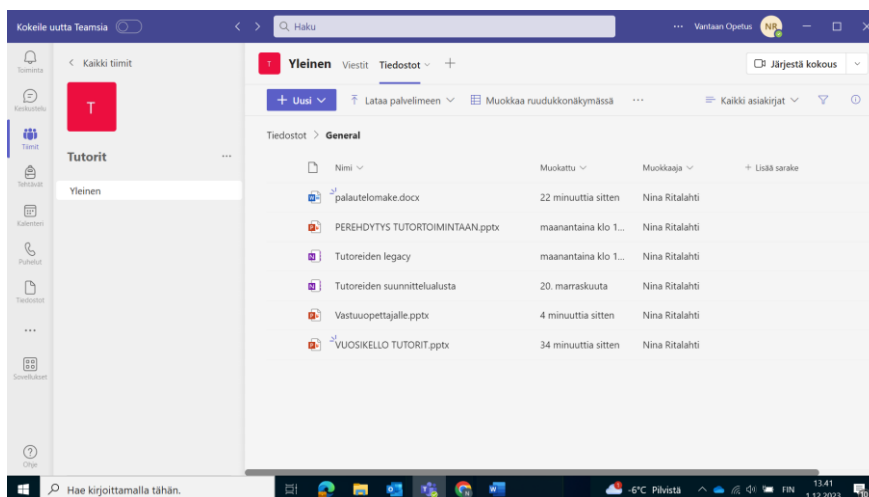 Kokeile uutta Teamsia
Haku
Vantaan Opetus
NR
Toiminta
Keskustelu
Tiimit
Tehtävät
Kalenteri
Puhelut
Tiedostot
Sovellukset
Ohje
Kaikki tiimit
T
Tutorit
Yleinen
T Yleinen Viestit Tiedostot
Järjestä kokous
Uusi Lataa palvelimeen Muokkaa ruudukkonäkymässä Kaikki asiakirjat
Tiedostot > General
Nimi Muokattu Muokkaaja + Lisää sarake
palautelomake.docx 22 minuuttia sitten Nina Ritalahti
PEREHDYTYS TUTORTOIMINTAAN.pptx maanantaina klo 1... Nina Ritalahti
Tutoreiden legacy maanantaina klo 1... Nina Ritalahti
Tutoreiden suunnittelualusta 20. marraskuuta Nina Ritalahti
Vastuuopettajalle.pptx 4 minuuttia sitten Nina Ritalahti
VUOSIKELLO TUTORIT.pptx 34 minuuttia sitten Nina Ritalahti
Hae kirjoittamalla tähän.
-6°C Pilvistä
FIN
13.41
1.12.2023